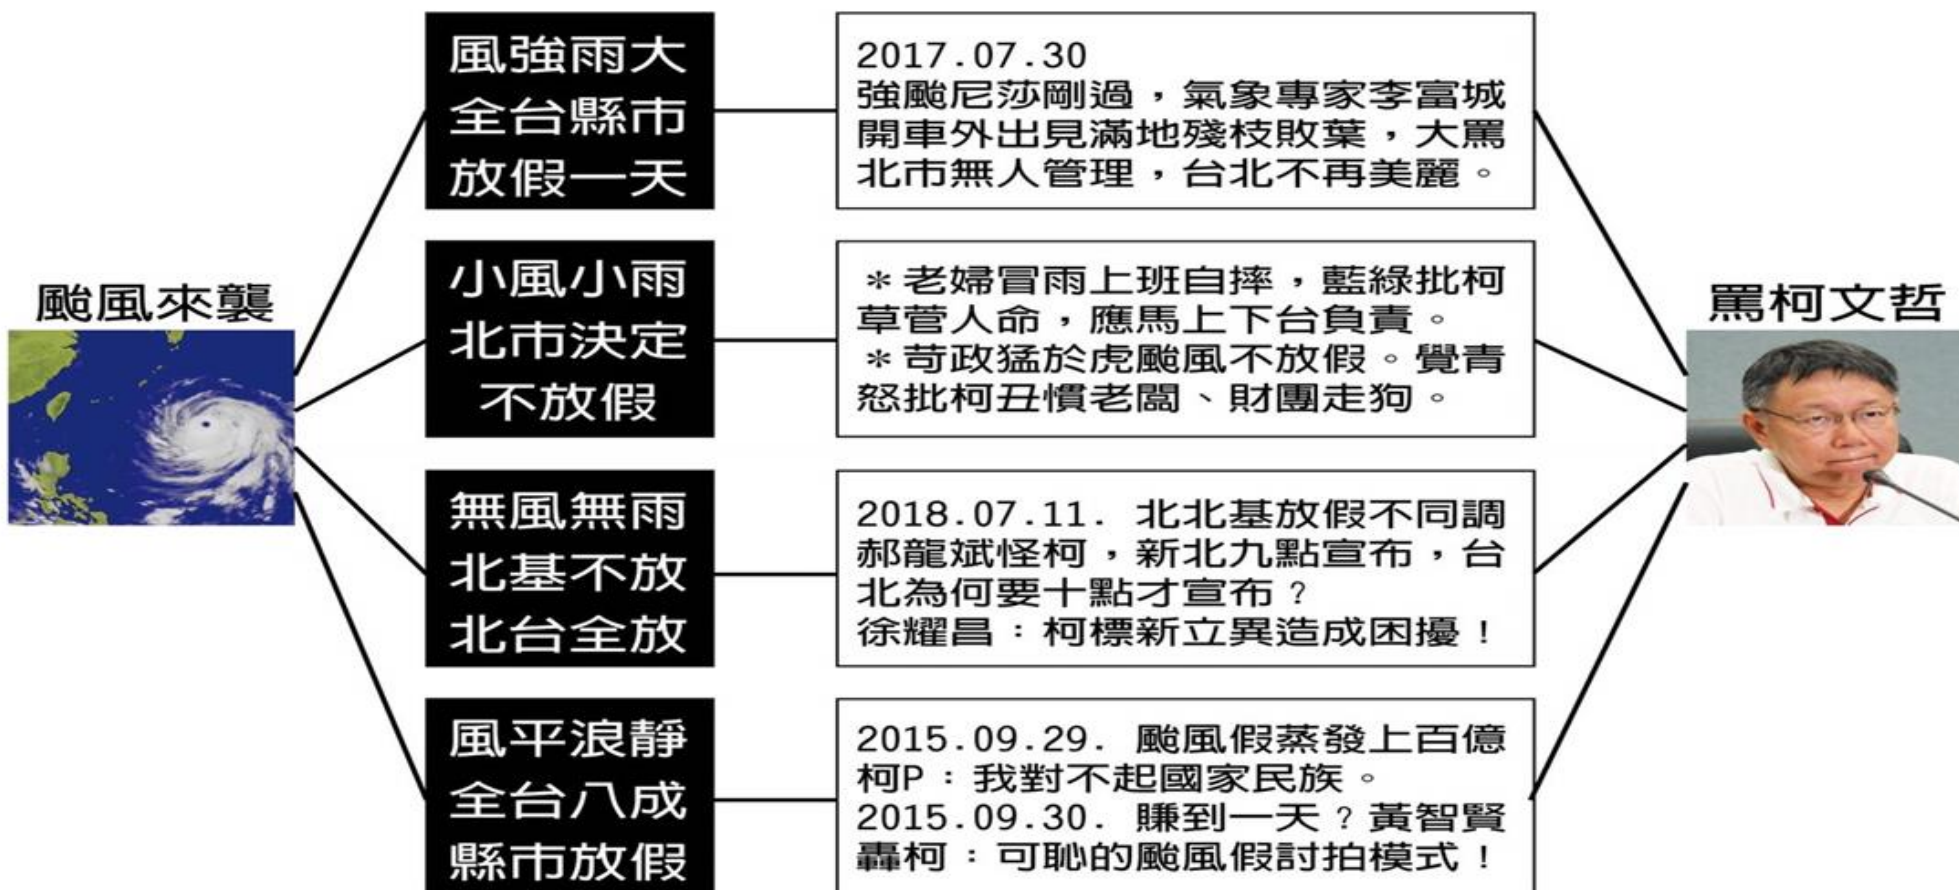 颱風來襲
風強雨大
全台縣市
放假一天
2017.07.30
強颱尼莎剛過，氣象專家李富城
開車外出見滿地殘枝敗葉，大罵
北市無人管理，台北不再美麗。
小風小雨
北市決定
不放假
＊老婦冒雨上班自摔，藍綠批柯
草菅人命，應馬上下台負責。
＊苛政猛於虎颱風不放假。覺青
怒批柯丑慣老闆、財團走狗。
無風無雨
北基不放
北台全放
2018.07.11. 北北基放假不同調
郝龍斌怪柯，新北九點宣布，台
北為何要十點才宣布？
徐耀昌：柯標新立異造成困擾！
風平浪靜
全台八成
縣市放假
2015.09.29. 颱風假蒸發上百億
柯P：我對不起國家民族。
2015.09.30. 賺到一天？黃智賢
轟柯：可恥的颱風假討拍模式！
罵柯文哲